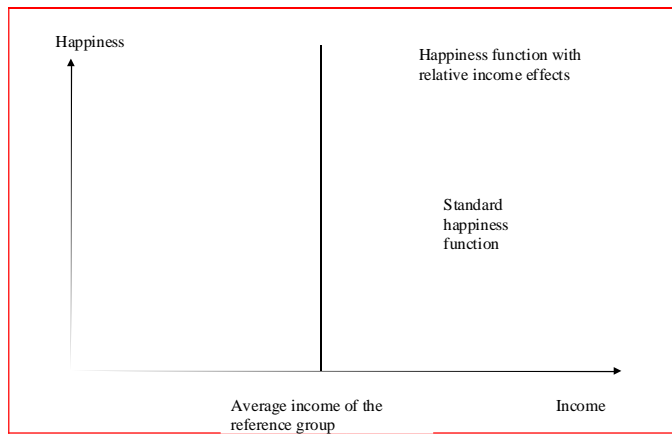 Happiness
Happiness function with
relative income effects
Standard
happiness
function
Average income of the
reference group
Income